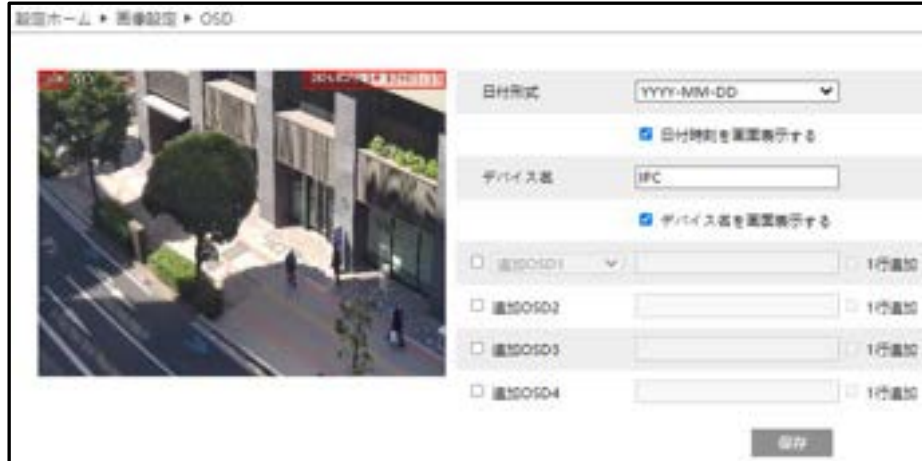 設定ホーム ▶ 画像設定 ▶ OSD
日付形式 YYYY-MM-DD
日付時刻を画面表示する
デバイス名 IPC
デバイス名を画面表示する
追加OSD1 1行追加
追加OSD2 1行追加
追加OSD3 1行追加
追加OSD4 1行追加
保存